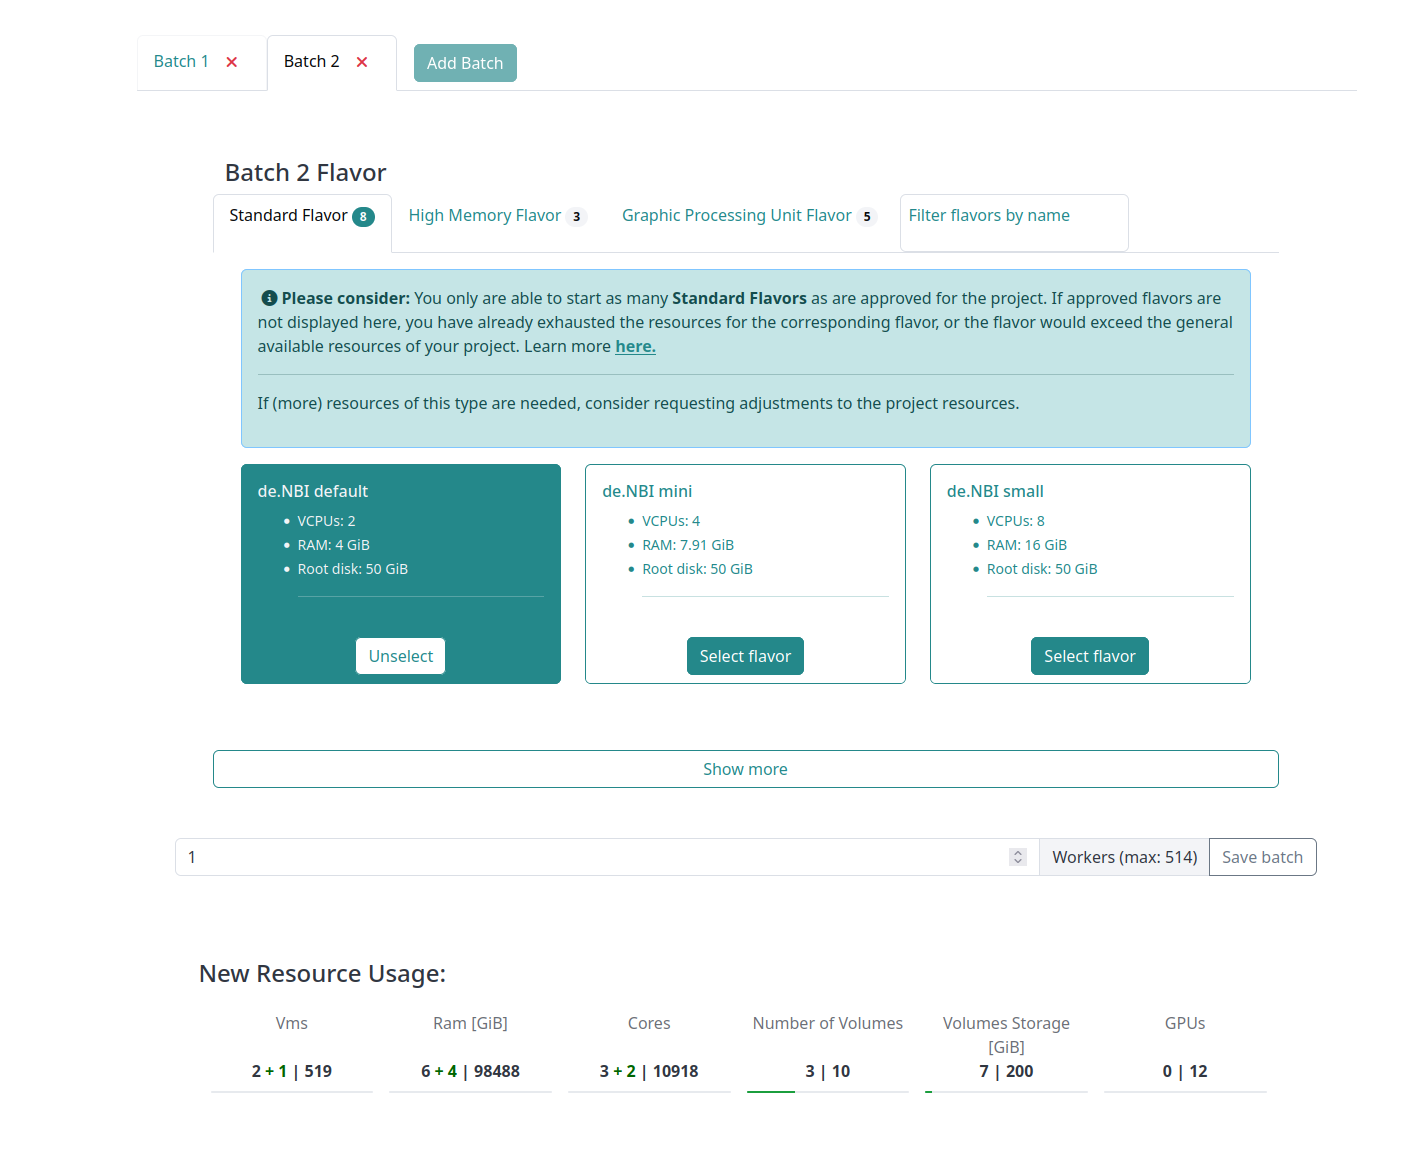 Batch 1
Batch 2
Add Batch
Batch 2 Flavor
Standard Flavor 8
High Memory Flavor 3
Graphic Processing Unit Flavor 5
Filter flavors by name
Please consider: You only are able to start as many Standard Flavors as are approved for the project. If approved flavors are
not displayed here, you have already exhausted the resources for the corresponding flavor, or the flavor would exceed the general
available resources of your project. Learn more here.
If (more) resources of this type are needed, consider requesting adjustments to the project resources.
de.NBI default
VCPUs: 2
RAM: 4 GiB
Root disk: 50 GiB
Unselect
de.NBI mini
VCPUs: 4
RAM: 7.91 GiB
Root disk: 50 GiB
Select flavor
de.NBI small
VCPUs: 8
RAM: 16 GiB
Root disk: 50 GiB
Select flavor
Show more
1
Workers (max: 514)
Save batch
New Resource Usage:
Vms
2 + 1 | 519
Ram [GiB]
6 + 4 | 98488
Cores
3 + 2 | 10918
Number of Volumes
3 | 10
Volumes Storage
[GiB]
7 | 200
GPUs
0 | 12